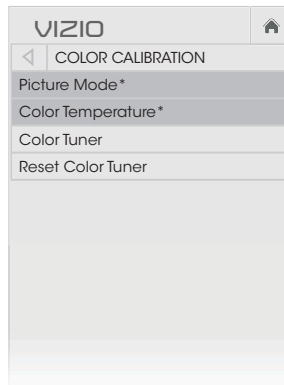 VIZIO
COLOR CALIBRATION
Picture Mode*
Color Temperature*
Color Tuner
Reset Color Tuner